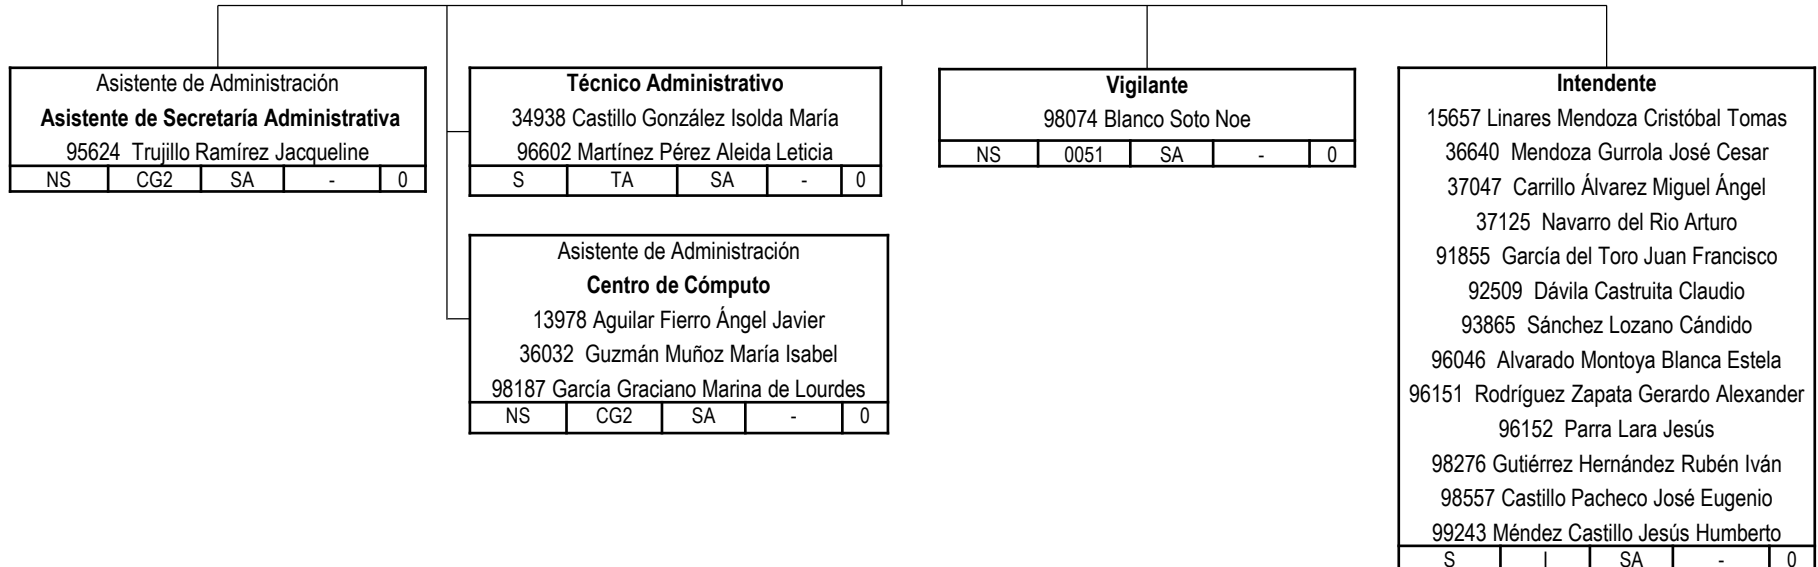 Asistente de Administración
Asistente de Secretaría Administrativa
95624 Trujillo Ramírez Jacqueline
NS CG2 SA - 0
Técnico Administrativo
34938 Castillo González Isolda María
96602 Martínez Pérez Aleida Leticia
S TA SA - 0
Asistente de Administración
Centro de Cómputo
13978 Aguilar Fierro Ángel Javier
36032 Guzmán Muñoz María Isabel
98187 García Graciano Marina de Lourdes
NS CG2 SA - 0
Vigilante
98074 Blanco Soto Noe
NS 0051 SA - 0
Intendente
15657 Linares Mendoza Cristóbal Tomas
36640 Mendoza Gurrola José Cesar
37047 Carrillo Álvarez Miguel Ángel
37125 Navarro del Rio Arturo
91855 García del Toro Juan Francisco
92509 Dávila Castruita Claudio
93865 Sánchez Lozano Cándido
96046 Alvarado Montoya Blanca Estela
96151 Rodríguez Zapata Gerardo Alexander
96152 Parra Lara Jesús
98276 Gutiérrez Hernández Rubén Iván
98557 Castillo Pacheco José Eugenio
99243 Méndez Castillo Jesús Humberto
S I SA - 0